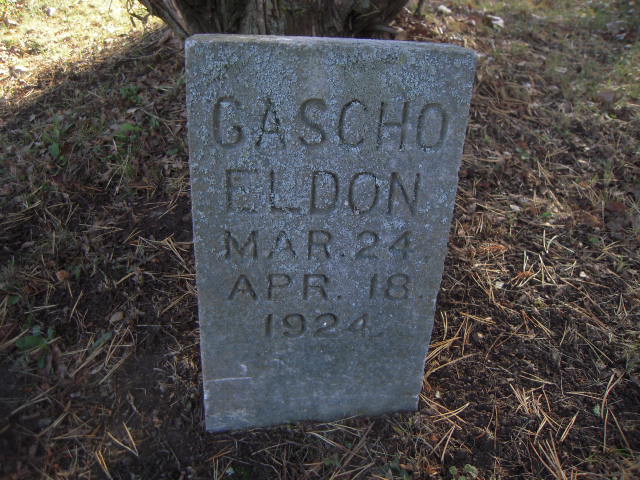 GASCHO
ELDON
MAR. 24.
APR. 18.
1924.